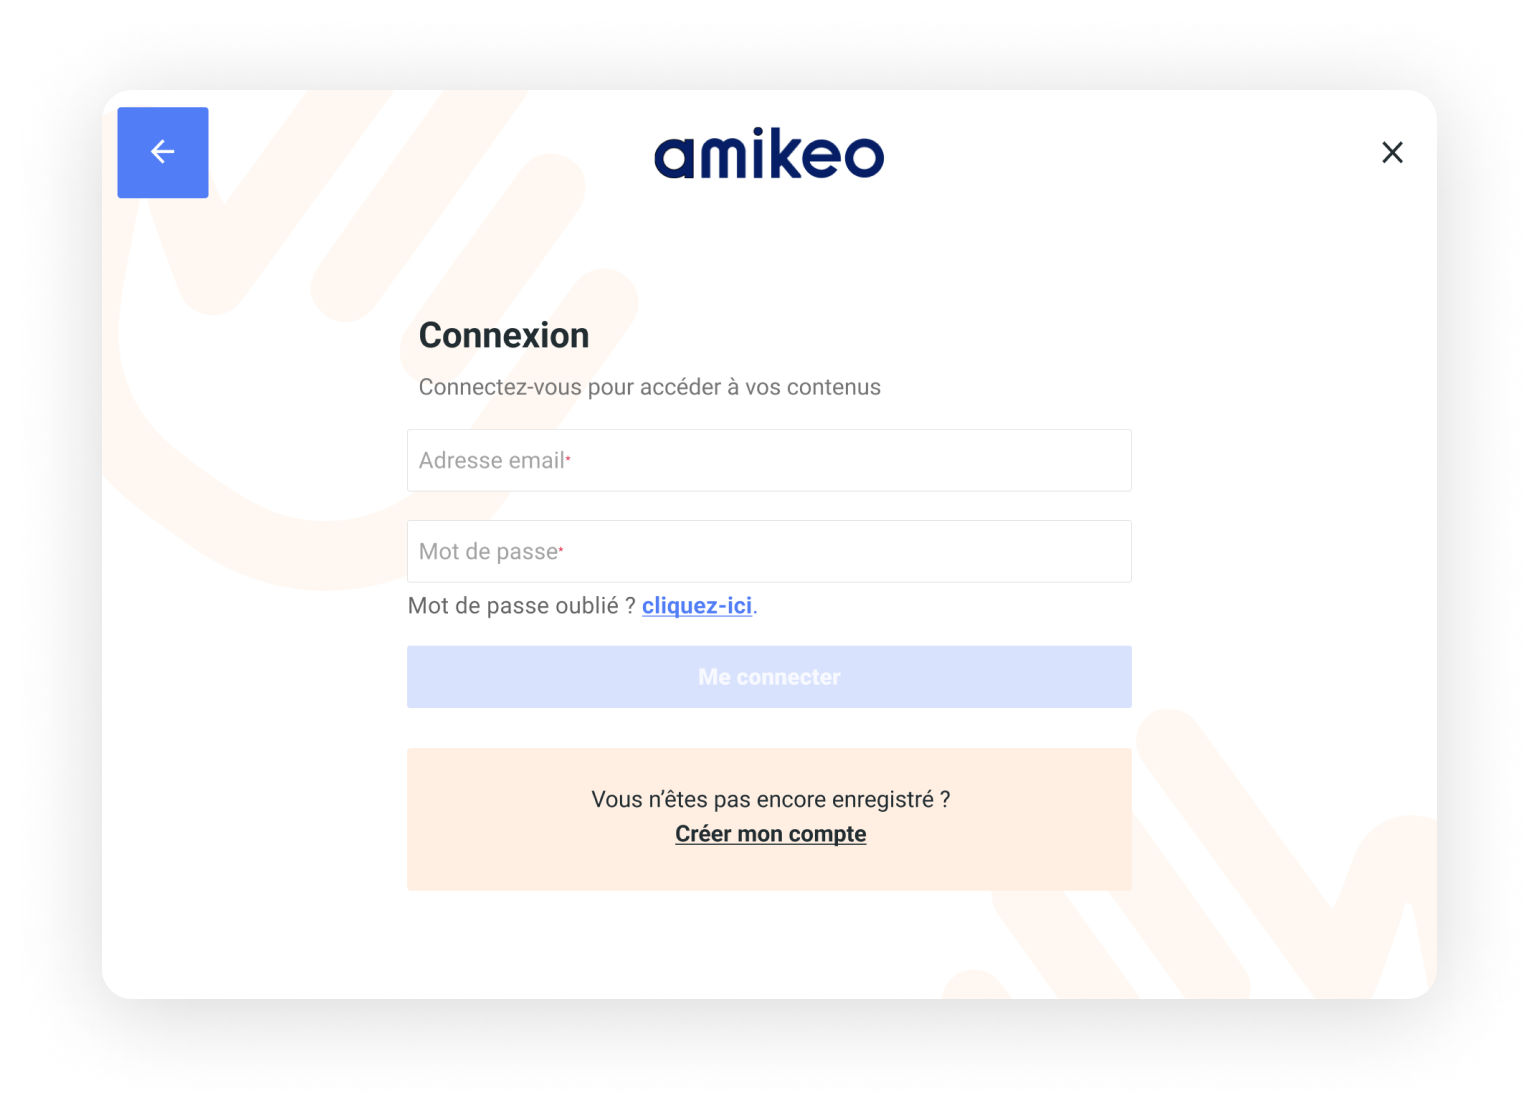 amikeo
Connexion
Connectez-vous pour accéder à vos contenus
Adresse email*
Mot de passe*
Mot de passe oublié ? cliquez-ici.
Me connecter
Vous n’êtes pas encore enregistré ?
Créer mon compte